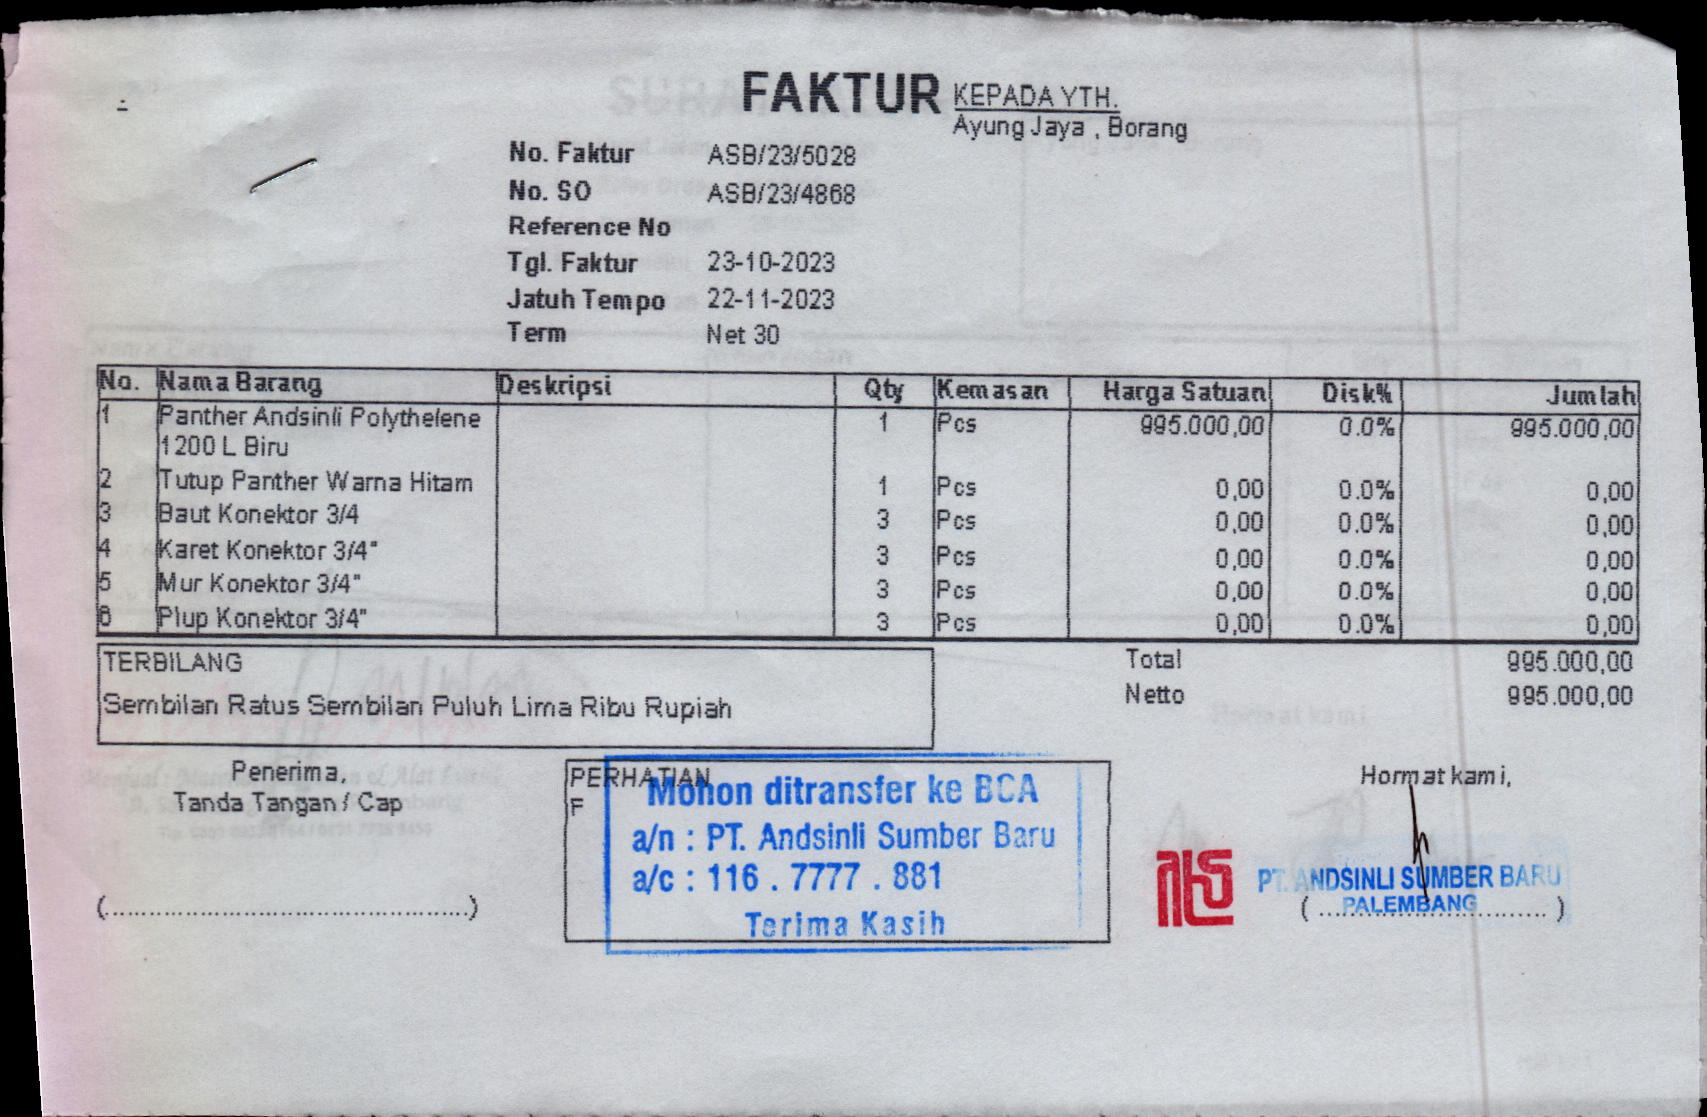 FAKTUR
KEPADA YTH.
Ayung Jaya , Borang
No. Faktur ASB/23/5028
No. SO ASB/23/4868
Reference No
Tgl. Faktur 23-10-2023
Jatuh Tempo 22-11-2023
Term Net 30
No. Nama Barang Deskripsi Qty Kemasan Harga Satuan Disk% Jumlah
1 Panther Andsinli Polythelene 1 Pcs 995.000,00 0.0% 995.000,00
1200 L Biru
2 Tutup Panther Warna Hitam 1 Pcs 0,00 0.0% 0,00
3 Baut Konektor 3/4 3 Pcs 0,00 0.0% 0,00
4 Karet Konektor 3/4" 3 Pcs 0,00 0.0% 0,00
5 Mur Konektor 3/4" 3 Pcs 0,00 0.0% 0,00
6 Plup Konektor 3/4" 3 Pcs 0,00 0.0% 0,00
TERBILANG
Sembilan Ratus Sembilan Puluh Lima Ribu Rupiah
Total 995.000,00
Netto 995.000,00
Penerima,
Tanda Tangan / Cap
(..............................................)
PERHATIAN
F
Mohon ditransfer ke BCA
a/n : PT. Andsinli Sumber Baru
a/c : 116 . 7777 . 881
Terima Kasih
Hormat kami,
PT. ANDSINLI SUMBER BARU
PALEMBANG
( ............................. )